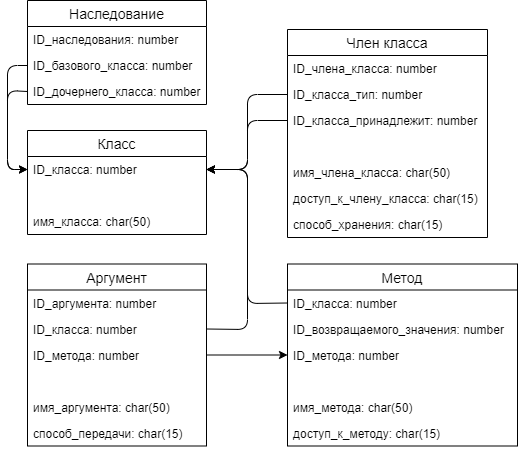 Наследование
ID_наследования: number
ID_базового_класса: number
ID_дочернего_класса: number
Класс
ID_класса: number
имя_класса: char(50)
Член класса
ID_члена_класса: number
ID_класса_тип: number
ID_класса_принадлежит: number
имя_члена_класса: char(50)
доступ_к_члену_класса: char(15)
способ_хранения: char(15)
Аргумент
ID_аргумента: number
ID_класса: number
ID_метода: number
имя_аргумента: char(50)
способ_передачи: char(15)
Метод
ID_класса: number
ID_возвращаемого_значения: number
ID_метода: number
имя_метода: char(50)
доступ_к_методу: char(15)